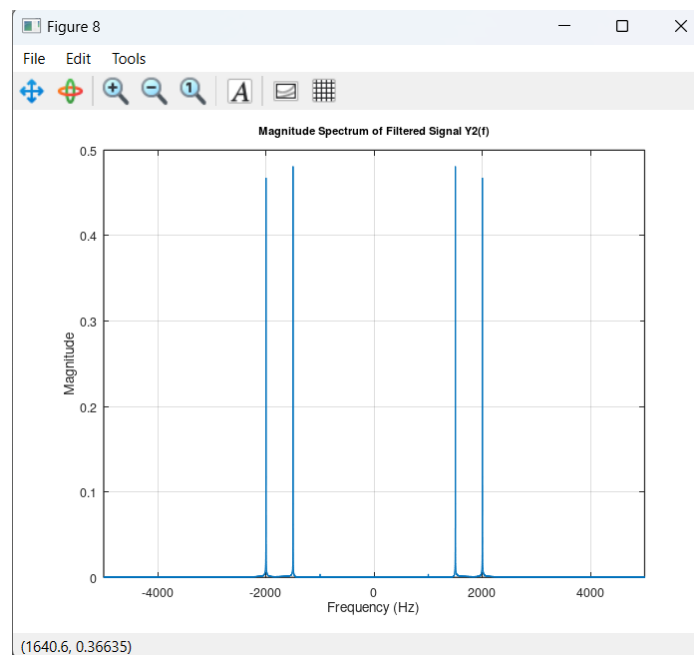 Figure 8
File Edit Tools
1 A
Magnitude Spectrum of Filtered Signal Y2(f)
0.5
0.4
0.3
0.2
0.1
0
Magnitude
-4000 -2000 0 2000 4000
Frequency (Hz)
(1640.6, 0.36635)